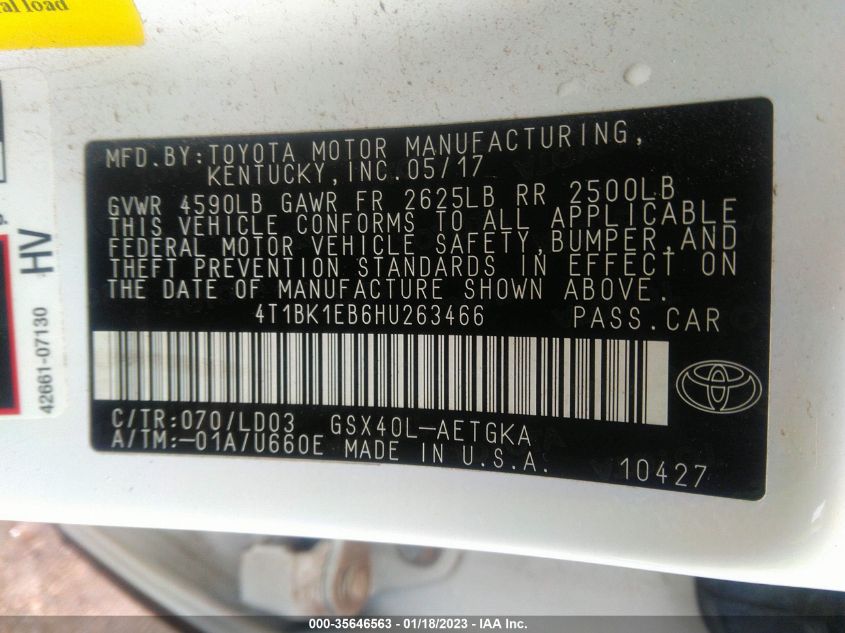 ral load
HV
42661-07130
p.
MFD.BY:TOYOTA MOTOR MANUFACTURING,
KENTUCKY,INC.05/17
GVWR 4590LB GAWR FR 2625LB RR 2500LB
THIS VEHICLE CONFORMS TO ALL APPLICABLE
FEDERAL MOTOR VEHICLE SAFETY,BUMPER,AND
THEFT PREVENTION STANDARDS IN EFFECT ON
THE DATE OF MANUFACTURE SHOWN ABOVE.
4T1BK1EB6HU263466 PASS.CAR
C/TR:070/LD03 GSX40L-AETGKA
A/TM:-01A/U660E MADE IN U.S.A.
10427
000-35646563 - 01/18/2023 - IAA Inc.